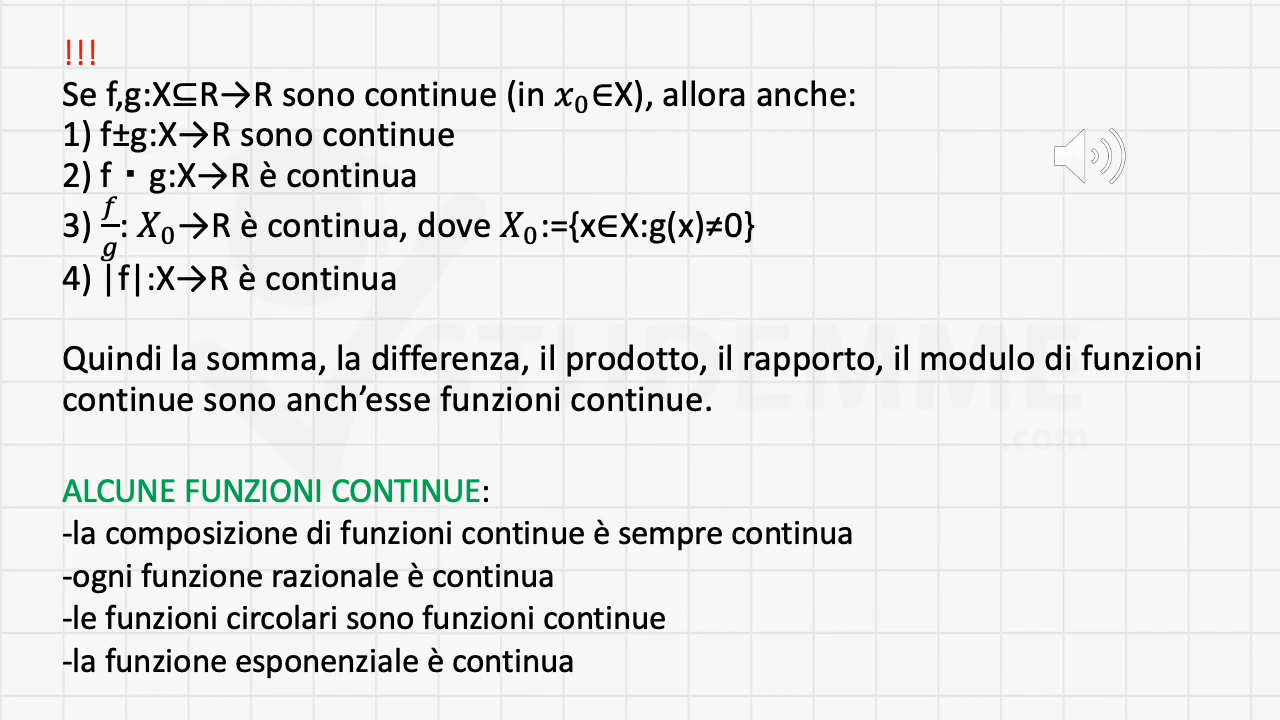 !!!
Se f,g:X⊆R→R sono continue (in 𝑥₀∈X), allora anche:
1) f±g:X→R sono continue
2) f ⋅ g:X→R è continua
3) f/g: X₀→R è continua, dove X₀:={x∈X:g(x)≠0}
4) |f|:X→R è continua
Quindi la somma, la differenza, il prodotto, il rapporto, il modulo di funzioni
continue sono anch’esse funzioni continue.
STUDEMME
.com
ALCUNE FUNZIONI CONTINUE:
-la composizione di funzioni continue è sempre continua
-ogni funzione razionale è continua
-le funzioni circolari sono funzioni continue
-la funzione esponenziale è continua